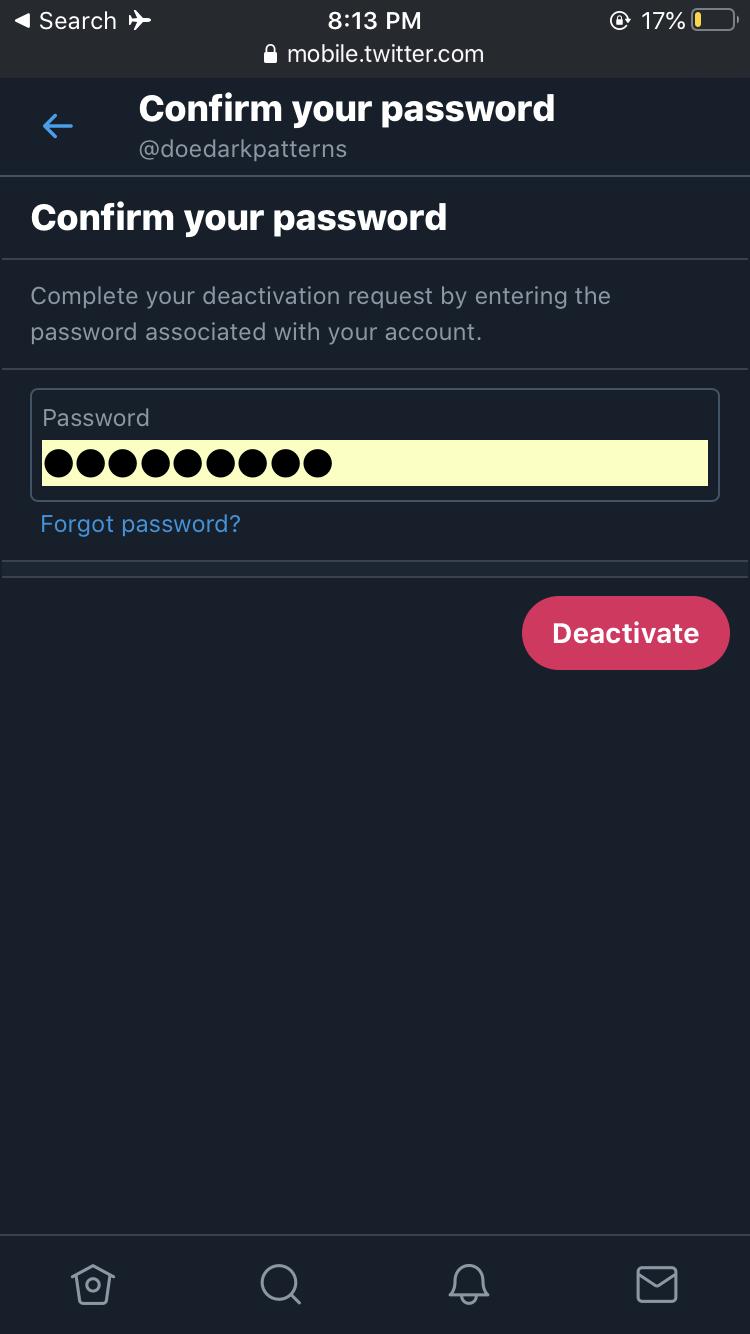 Search
8:13 PM
17%
mobile.twitter.com
Confirm your password
@doedarkpatterns
Confirm your password
Complete your deactivation request by entering the
password associated with your account.
Password
●●●●●●●●●
Forgot password?
Deactivate